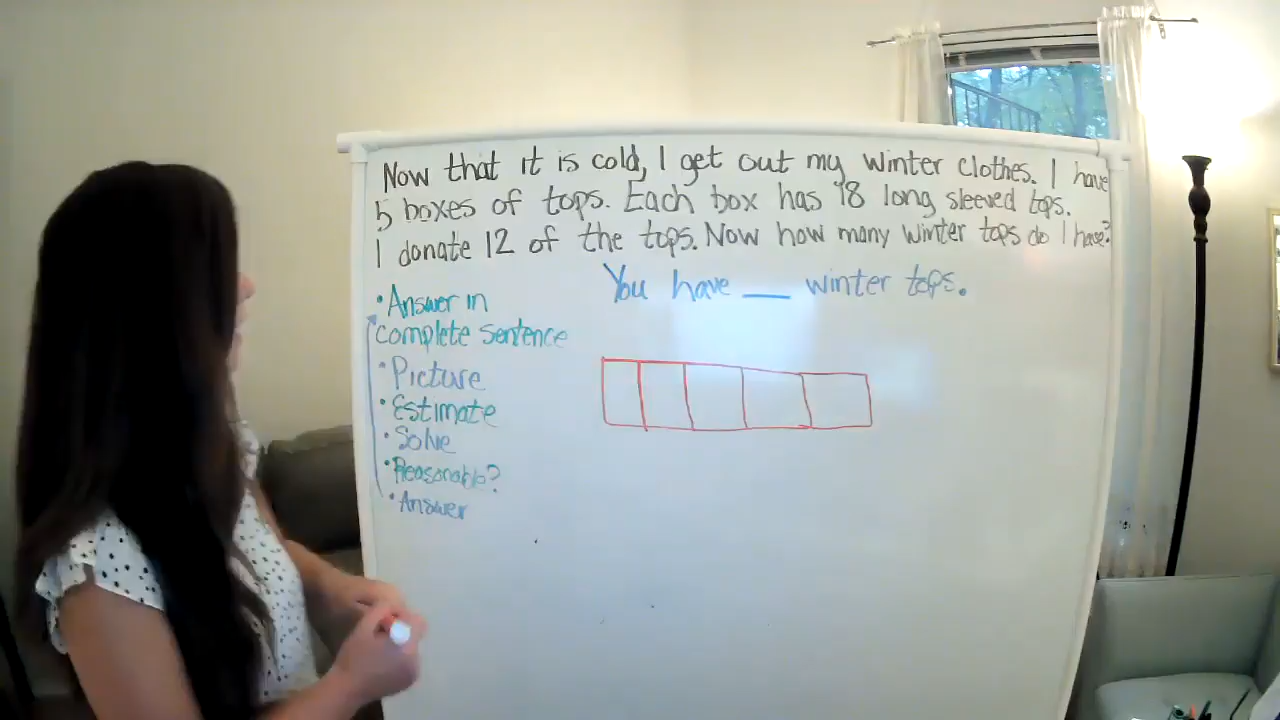 Now that it is cold, I get out my winter clothes. I have
5 boxes of tops. Each box has 18 long sleeved tops.
I donate 12 of the tops. Now how many winter tops do I have?
You have ___ winter tops.
• Answer in
complete sentence
• Picture
• Estimate
• Solve
• Reasonable?
• Answer